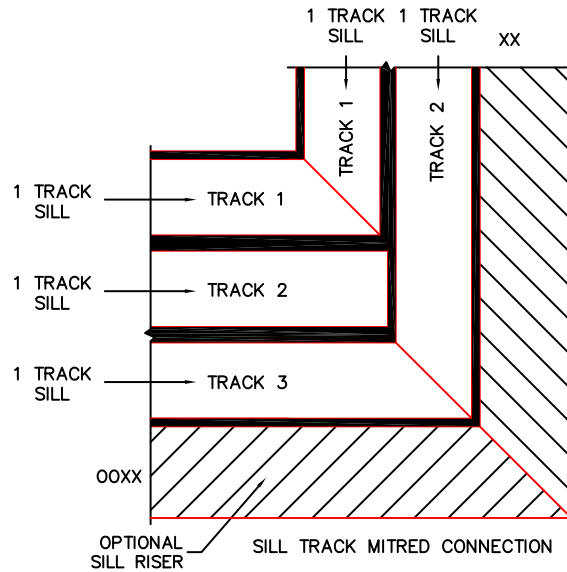 1 TRACK 1 TRACK
SILL SILL
XX
TRACK 1
TRACK 2
1 TRACK
SILL
TRACK 1
1 TRACK
SILL
TRACK 2
1 TRACK
SILL
TRACK 3
OOXX
OPTIONAL
SILL RISER
SILL TRACK MITRED CONNECTION